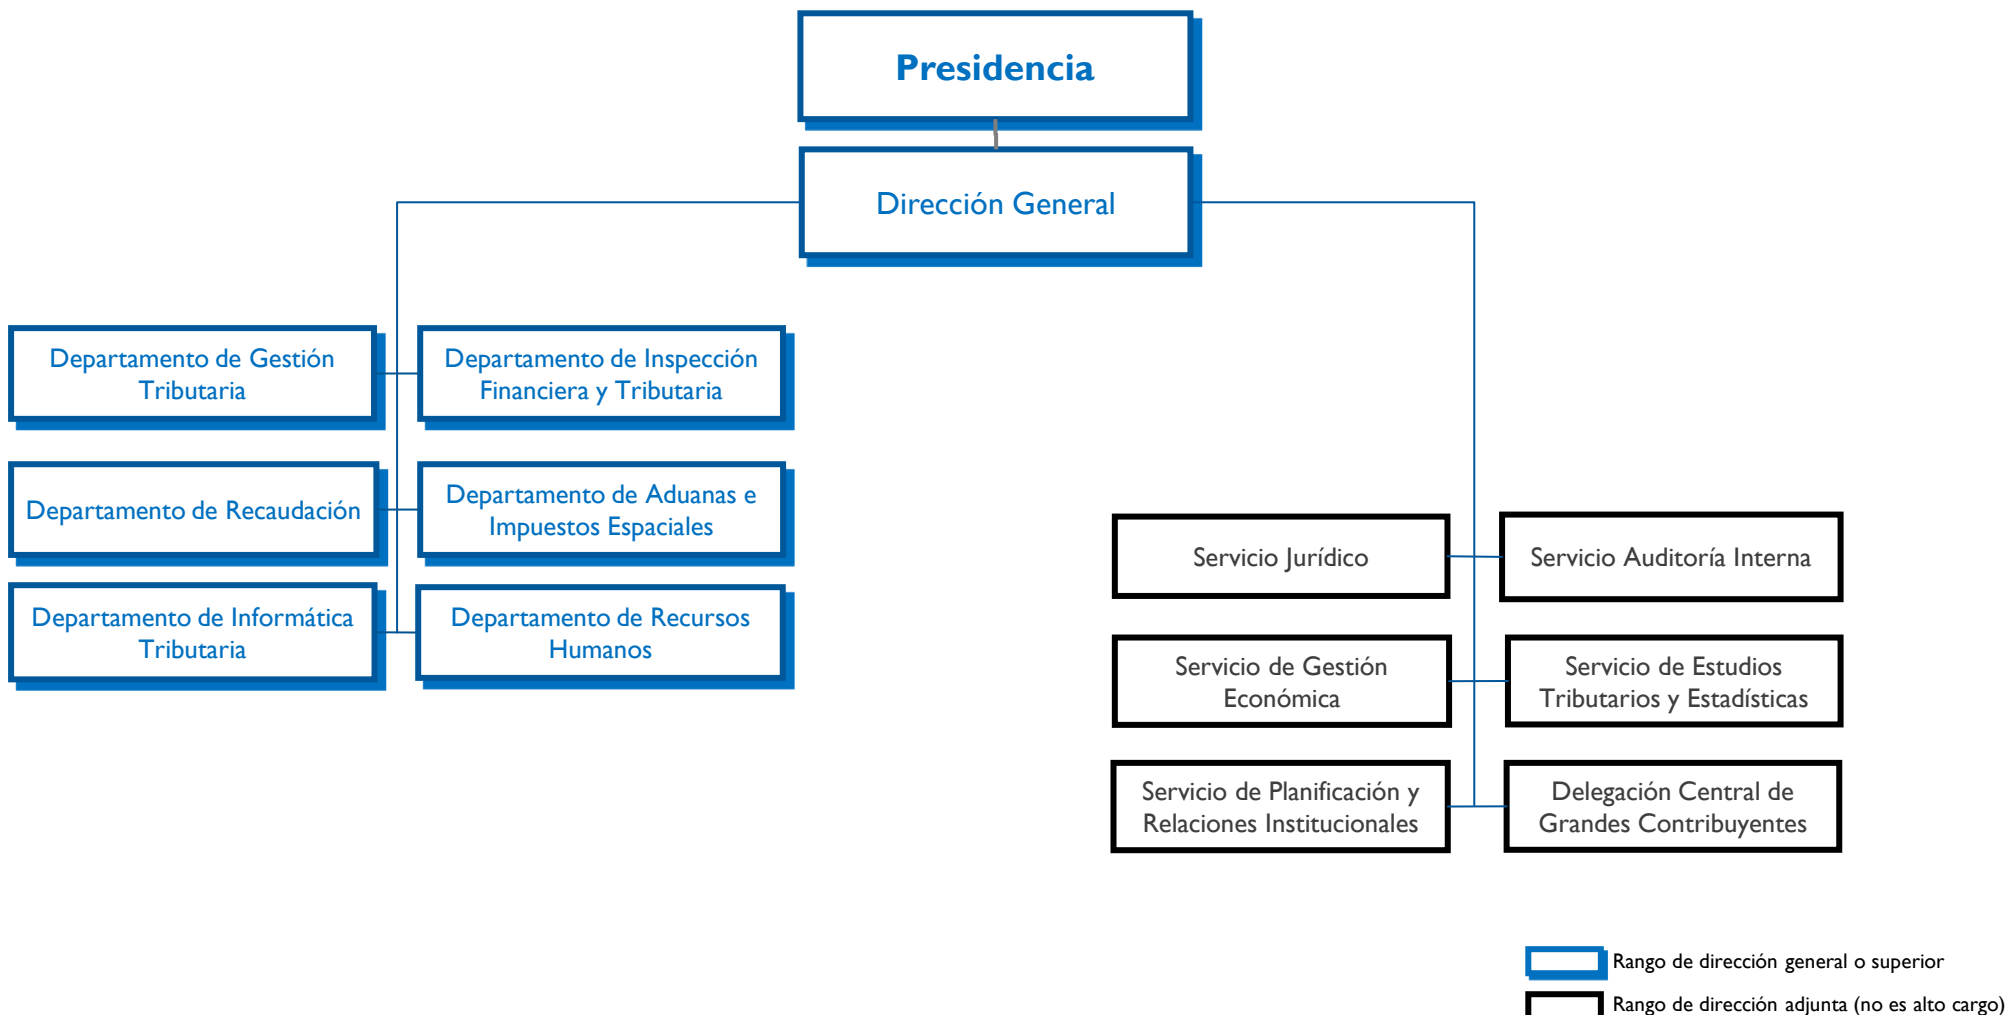 Presidencia
Dirección General
Departamento de Gestión
Tributaria
Departamento de Inspección
Financiera y Tributaria
Departamento de Recaudación
Departamento de Aduanas e
Impuestos Espaciales
Departamento de Informática
Tributaria
Departamento de Recursos
Humanos
Servicio Jurídico
Servicio Auditoría Interna
Servicio de Gestión
Económica
Servicio de Estudios
Tributarios y Estadísticas
Servicio de Planificación y
Relaciones Institucionales
Delegación Central de
Grandes Contribuyentes
Rango de dirección general o superior
Rango de dirección adjunta (no es alto cargo)